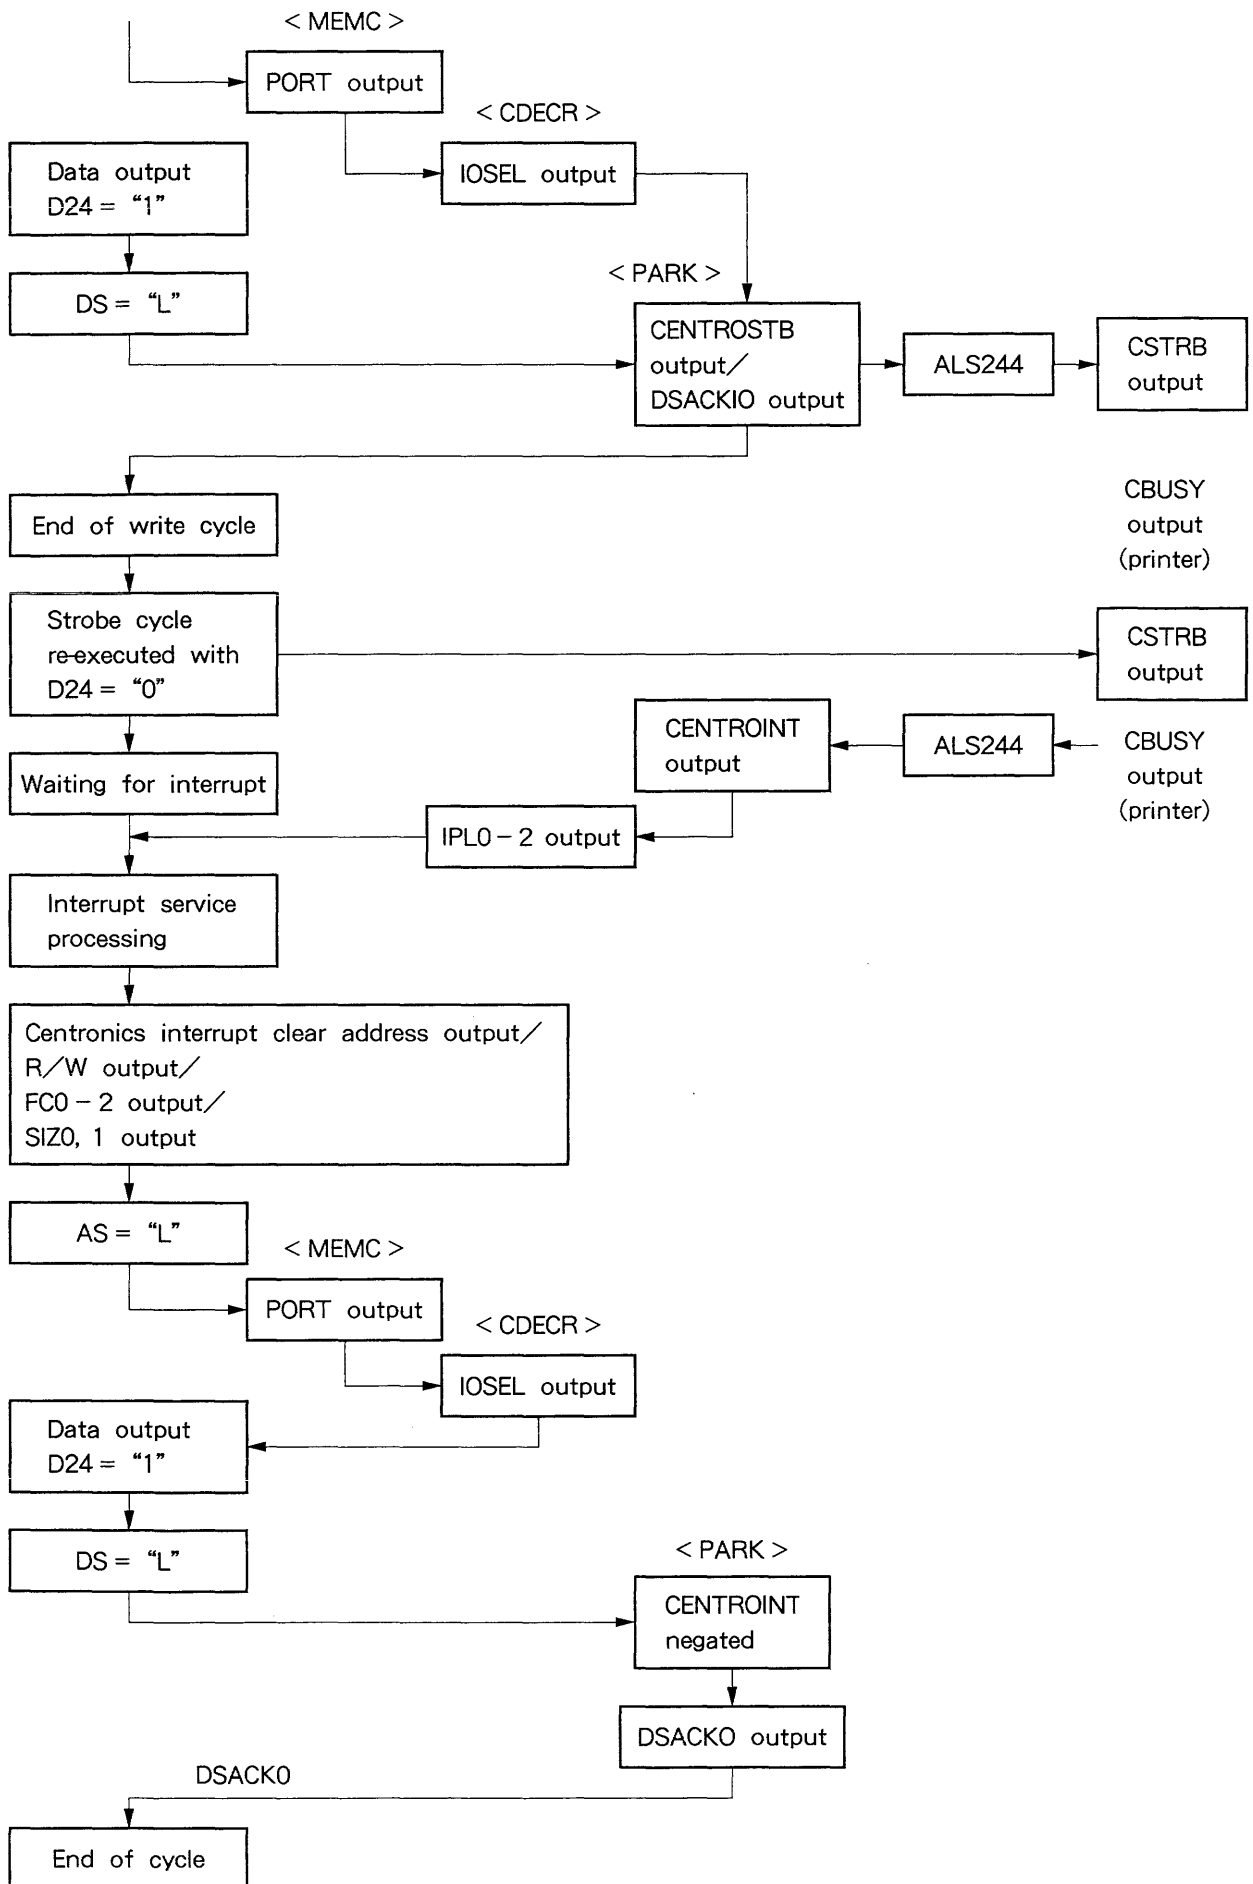 < MEMC >
PORT output
< CDECR >
IOSEL output
Data output
D24 = “1”
DS = “L”
< PARK >
CENTROSTB
output/
DSACKIO output
ALS244
CSTRB
output
End of write cycle
CBUSY
output
(printer)
Strobe cycle
re-executed with
D24 = “0”
CSTRB
output
Waiting for interrupt
CENTROINT
output
ALS244
CBUSY
output
(printer)
IPL0 – 2 output
Interrupt service
processing
Centronics interrupt clear address output/
R/W output/
FC0 – 2 output/
SIZ0, 1 output
AS = “L”
< MEMC >
PORT output
< CDECR >
IOSEL output
Data output
D24 = “1”
DS = “L”
< PARK >
CENTROINT
negated
DSACK0 output
DSACK0
End of cycle